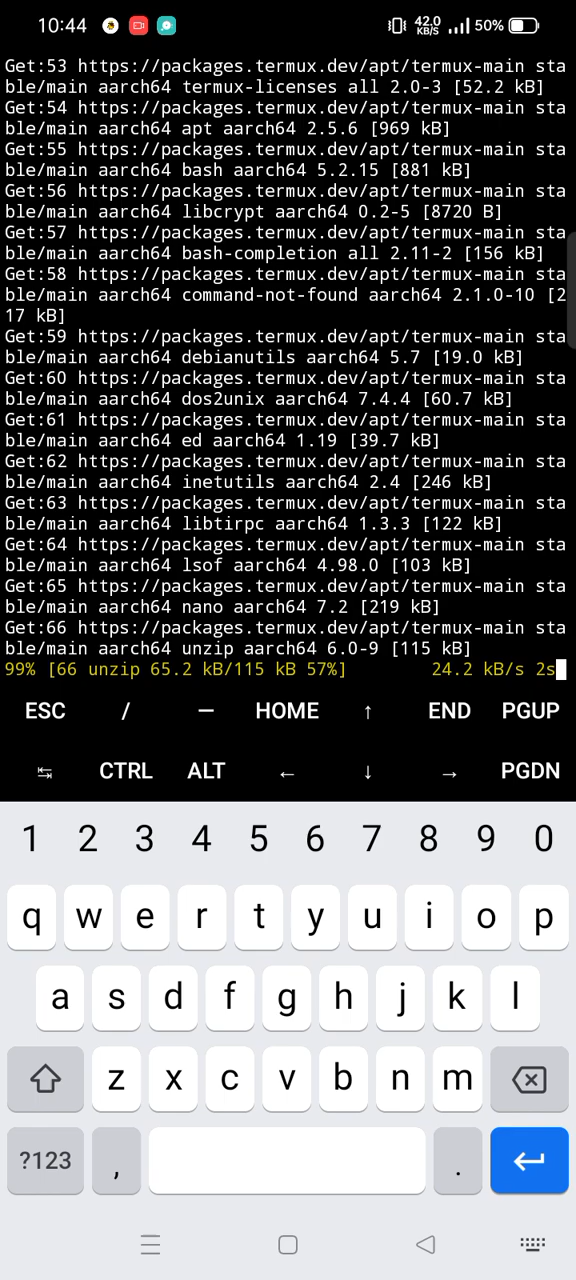 10:44 42.0 KB/S 50%
Get:53 https://packages.termux.dev/apt/termux-main sta
ble/main aarch64 termux-licenses all 2.0-3 [52.2 kB]
Get:54 https://packages.termux.dev/apt/termux-main sta
ble/main aarch64 apt aarch64 2.5.6 [969 kB]
Get:55 https://packages.termux.dev/apt/termux-main sta
ble/main aarch64 bash aarch64 5.2.15 [881 kB]
Get:56 https://packages.termux.dev/apt/termux-main sta
ble/main aarch64 libcrypt aarch64 0.2-5 [8720 B]
Get:57 https://packages.termux.dev/apt/termux-main sta
ble/main aarch64 bash-completion all 2.11-2 [156 kB]
Get:58 https://packages.termux.dev/apt/termux-main sta
ble/main aarch64 command-not-found aarch64 2.1.0-10 [2
17 kB]
Get:59 https://packages.termux.dev/apt/termux-main sta
ble/main aarch64 debianutils aarch64 5.7 [19.0 kB]
Get:60 https://packages.termux.dev/apt/termux-main sta
ble/main aarch64 dos2unix aarch64 7.4.4 [60.7 kB]
Get:61 https://packages.termux.dev/apt/termux-main sta
ble/main aarch64 ed aarch64 1.19 [39.7 kB]
Get:62 https://packages.termux.dev/apt/termux-main sta
ble/main aarch64 inetutils aarch64 2.4 [246 kB]
Get:63 https://packages.termux.dev/apt/termux-main sta
ble/main aarch64 libtirpc aarch64 1.3.3 [122 kB]
Get:64 https://packages.termux.dev/apt/termux-main sta
ble/main aarch64 lsof aarch64 4.98.0 [103 kB]
Get:65 https://packages.termux.dev/apt/termux-main sta
ble/main aarch64 nano aarch64 7.2 [219 kB]
Get:66 https://packages.termux.dev/apt/termux-main sta
ble/main aarch64 unzip aarch64 6.0-9 [115 kB]
99% [66 unzip 65.2 kB/115 kB 57%] 24.2 kB/s 2s
ESC / — HOME ↑ END PGUP
↹ CTRL ALT ← ↓ → PGDN
1 2 3 4 5 6 7 8 9 0
q w e r t y u i o p
a s d f g h j k l
z x c v b n m
?123 , .